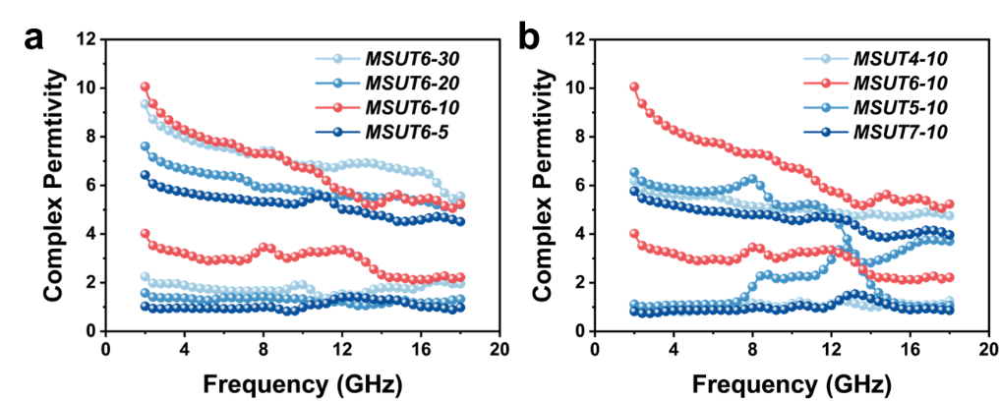 a
12
10
8
6
4
2
0
0 4 8 12 16 20
Complex Permtivity
Frequency (GHz)
MSUT6-30
MSUT6-20
MSUT6-10
MSUT6-5
b
12
10
8
6
4
2
0
0 4 8 12 16 20
Complex Permtivity
Frequency (GHz)
MSUT4-10
MSUT6-10
MSUT5-10
MSUT7-10